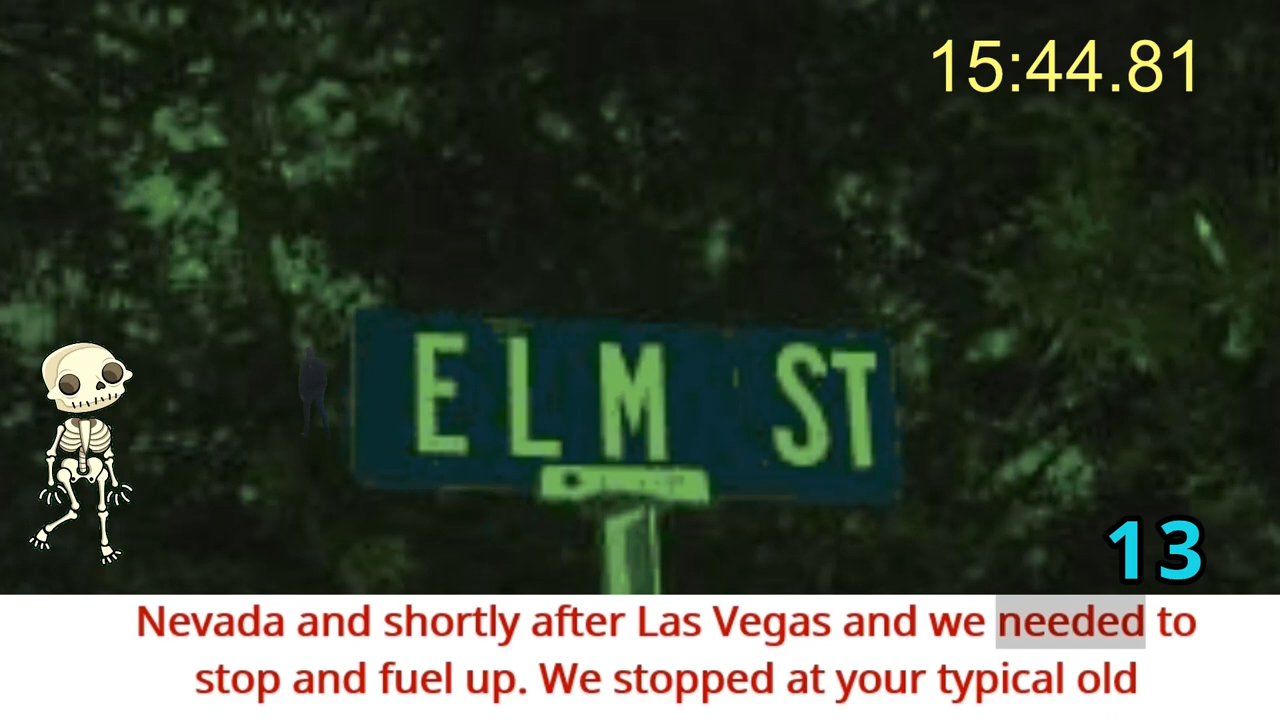 15:44.81
ELM ST
13
Nevada and shortly after Las Vegas and we needed to
stop and fuel up. We stopped at your typical old